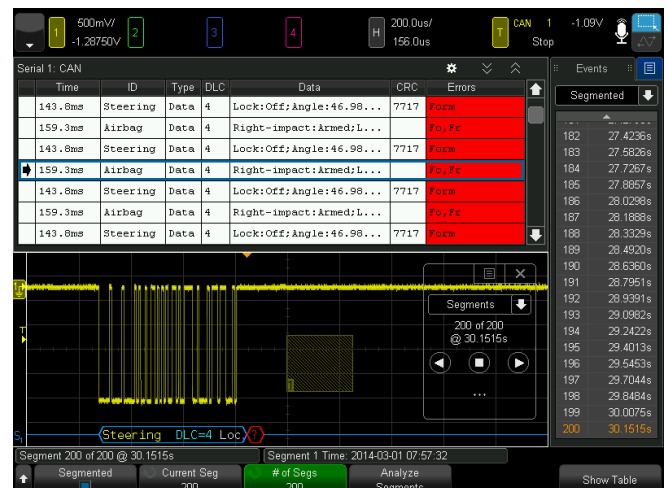 1 500mV/ -1.28750V 2 3 4 H 200.0us/ 156.0us T CAN 1 -1.09V Stop
Serial 1: CAN
Time ID Type DLC Data CRC Errors
143.8ms Steering Data 4 Lock:Off;Angle:46.98... 7717 Form
159.3ms Airbag Data 4 Right-impact:Armed;L... Fo,Fr
143.8ms Steering Data 4 Lock:Off;Angle:46.98... 7717 Form
159.3ms Airbag Data 4 Right-impact:Armed;L... Fo,Fr
143.8ms Steering Data 4 Lock:Off;Angle:46.98... 7717 Form
159.3ms Airbag Data 4 Right-impact:Armed;L... Fo,Fr
143.8ms Steering Data 4 Lock:Off;Angle:46.98... 7717 Form
Events
Segmented
182 27.4236s
183 27.5826s
184 27.7267s
185 27.8857s
186 28.0298s
187 28.1888s
188 28.3329s
189 28.4920s
190 28.6360s
191 28.7951s
192 28.9391s
193 29.0982s
194 29.2422s
195 29.4013s
196 29.5453s
197 29.7044s
198 29.8484s
199 30.0075s
200 30.1515s
Segments
200 of 200
@ 30.1515s
...
T
S1 Steering DLC=4 Loc ?
Segment 200 of 200 @ 30.1515s
Segment 1 Time: 2014-03-01 07:57:32
Segmented
Current Seg
200
# of Segs
200
Analyze
Segments
Show Table